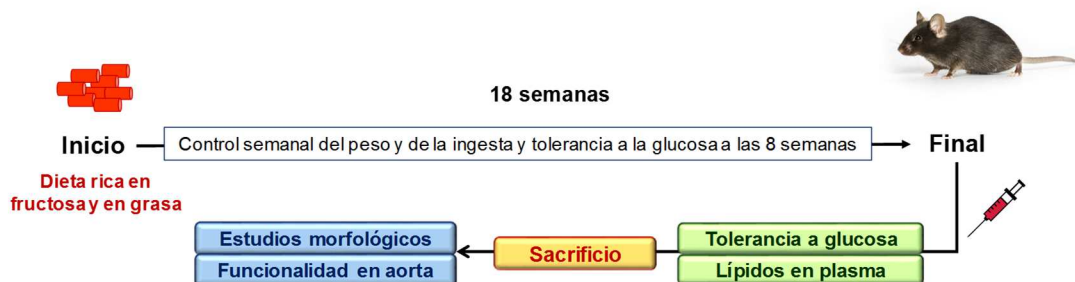 18 semanas
Inicio
Control semanal del peso y de la ingesta y tolerancia a la glucosa a las 8 semanas
Final
Dieta rica en
fructosa y en grasa
Estudios morfológicos
Funcionalidad en aorta
Sacrificio
Tolerancia a glucosa
Lípidos en plasma